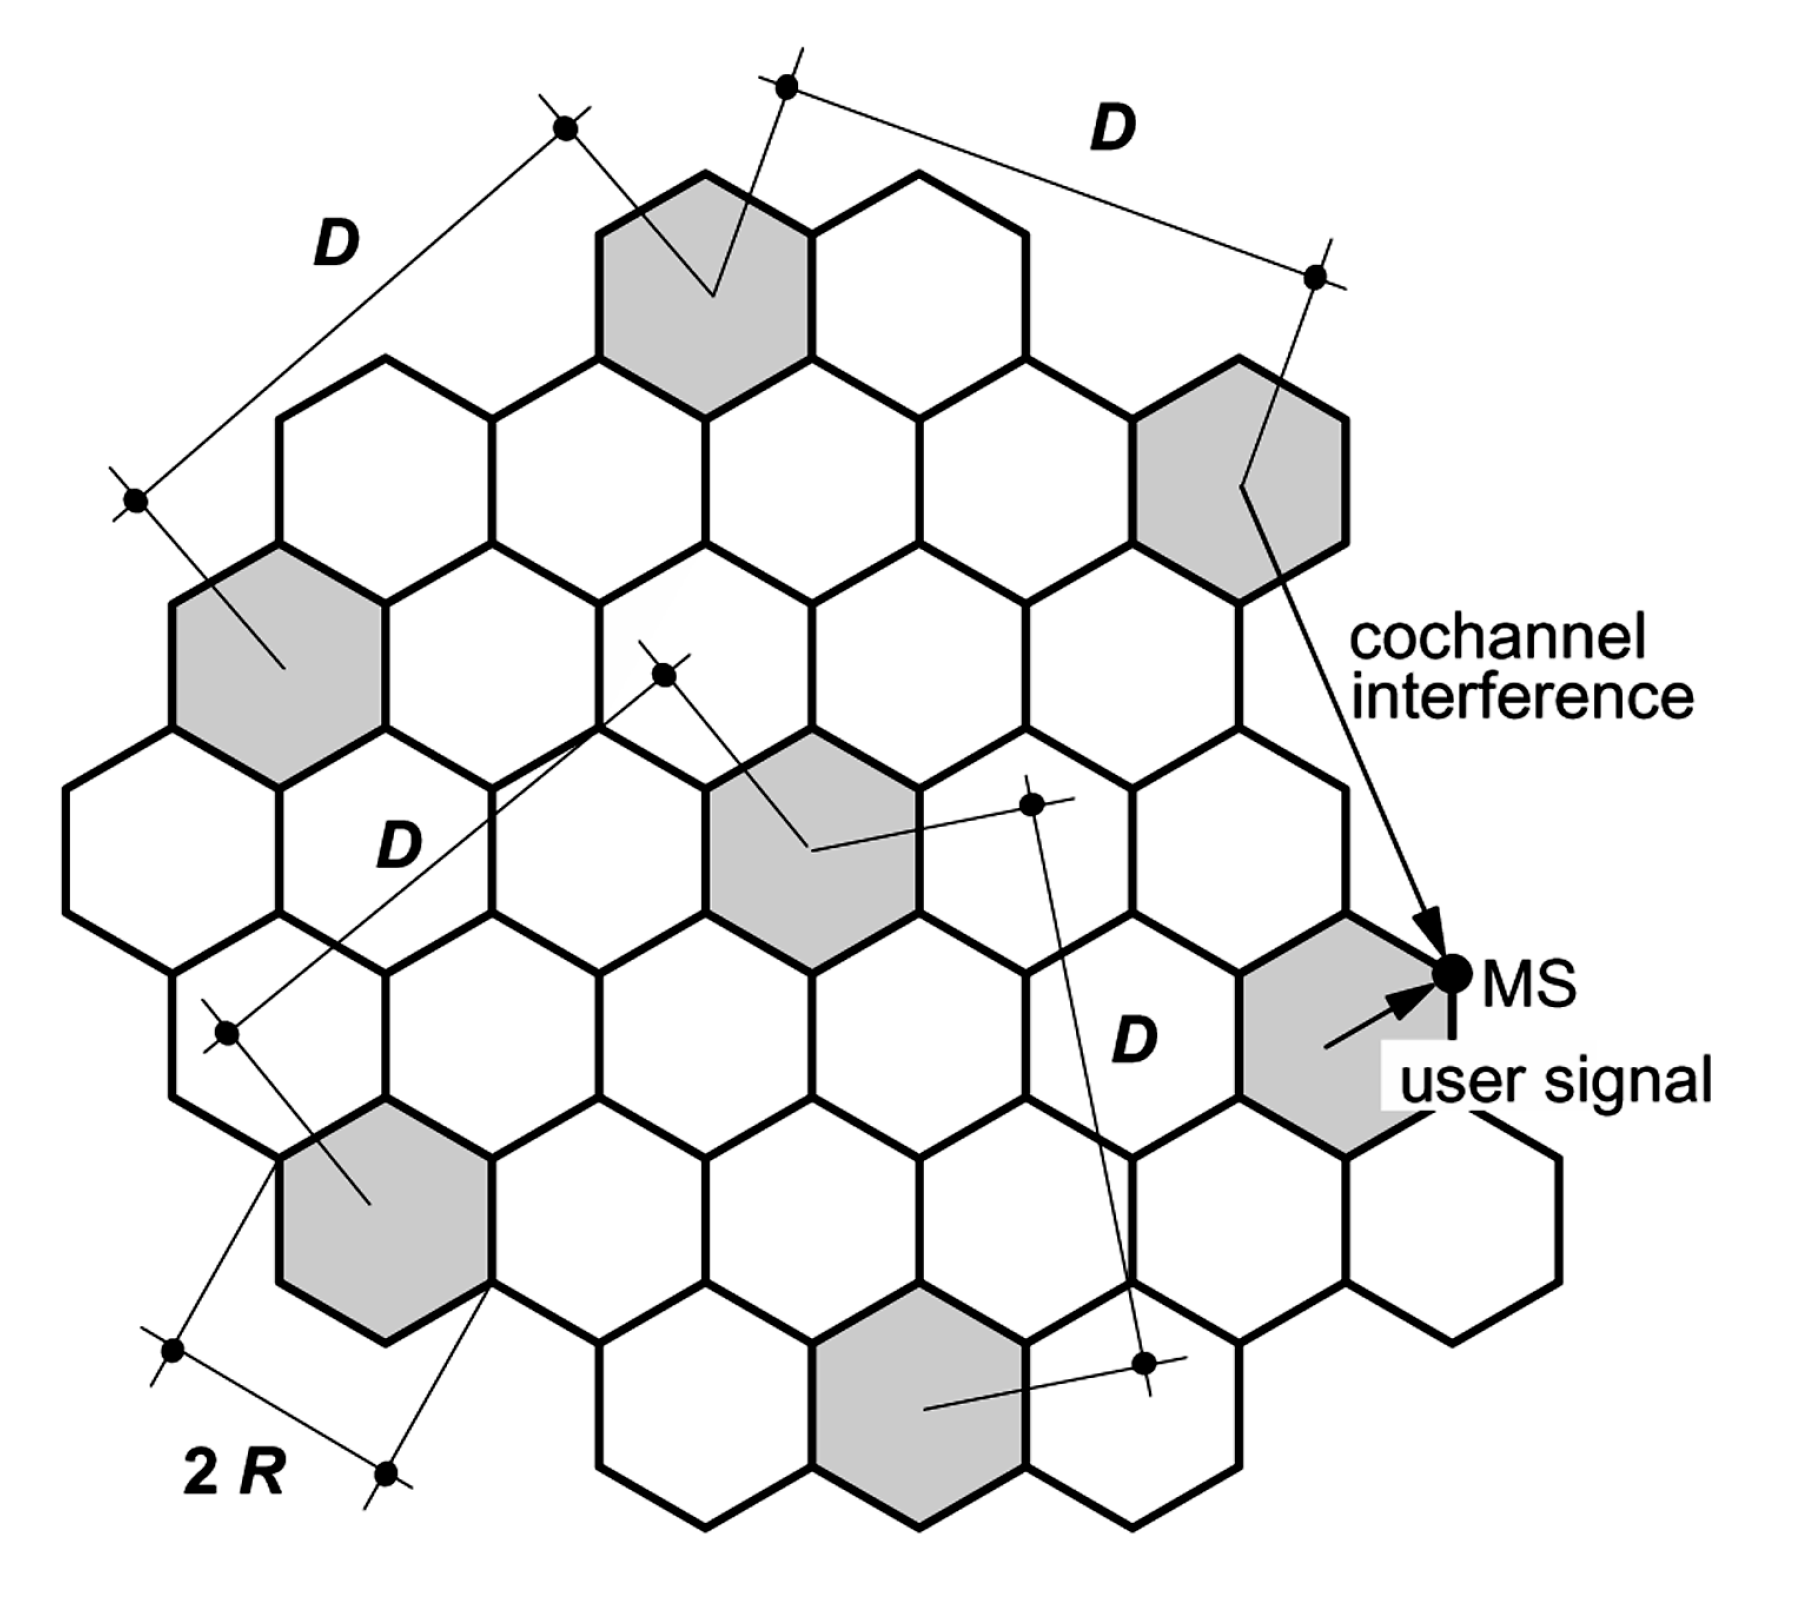 D
D
cochannel
interference
D
MS
D
user signal
2 R